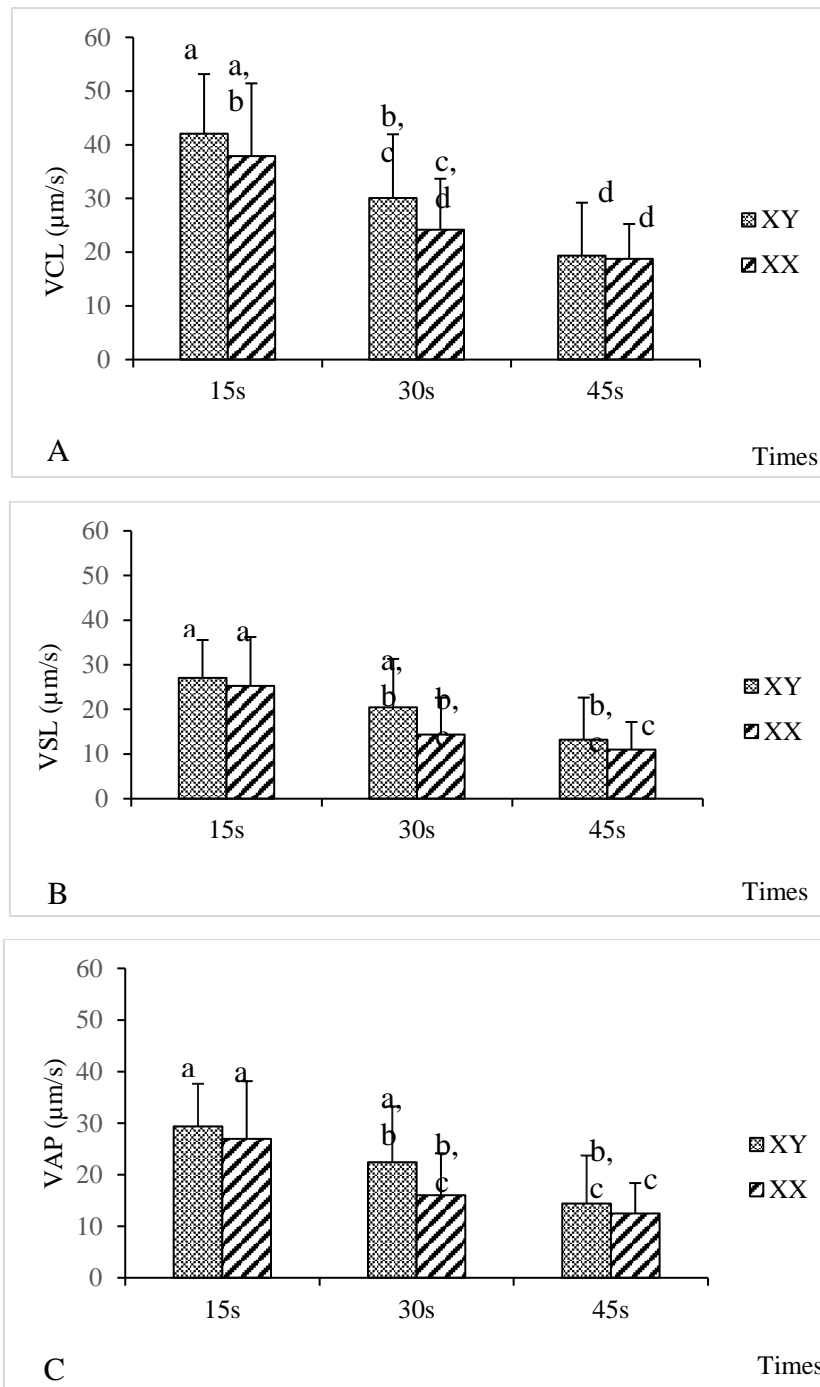 60
50
40
30
20
10
0
VCL (µm/s)
a
a,
b
b,
c
c,
d
d
d
15s
30s
45s
XY
XX
A
Times
60
50
40
30
20
10
0
VSL (µm/s)
a
a
a,
b
b,
c
b,
c
c
15s
30s
45s
XY
XX
B
Times
60
50
40
30
20
10
0
VAP (µm/s)
a
a
a,
b
b,
c
b,
c
c
15s
30s
45s
XY
XX
C
Times